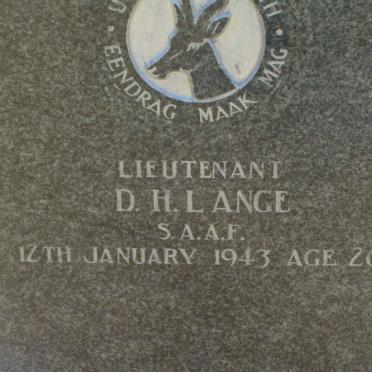 EENDRAG MAAK MAG
LIEUTENANT
D. H. LANGE
S.A.A.F.
12TH JANUARY 1943 AGE